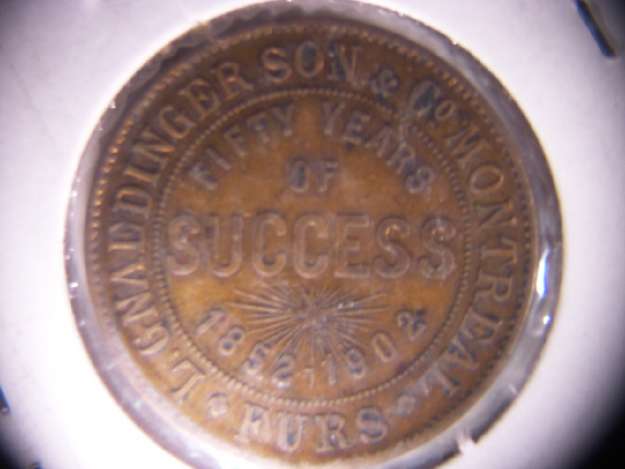 L. GNAEDINGER SON & Co MONTREAL
FURS
FIFTY YEARS
OF
SUCCESS
1852-1902